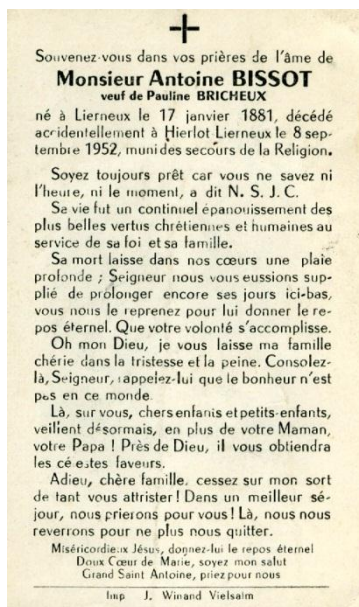 Souvenez-vous dans vos prières de l'âme de
Monsieur Antoine BISSOT
veuf de Pauline BRICHEUX
né à Lierneux le 17 janvier 1881, décédé
accidentellement à Hierlot-Lierneux le 8 sep-
tembre 1952, muni des secours de la Religion.
Soyez toujours prêt car vous ne savez ni
l'heure, ni le moment, a dit N. S. J. C.
Sa vie fut un continuel épanouissement des
plus belles vertus chrétiennes et humaines au
service de sa foi et sa famille.
Sa mort laisse dans nos cœurs une plaie
profonde ; Seigneur nous vous eussions sup-
plié de prolonger encore ses jours ici-bas,
vous nous le reprenez pour lui donner le re-
pos éternel. Que votre volonté s'accomplisse.
Oh mon Dieu, je vous laisse ma famille
chérie dans la tristesse et la peine. Consolez-
là, Seigneur, rappelez-lui que le bonheur n'est
pas en ce monde.
Là, sur vous, chers enfants et petits-enfants,
veillent désormais, en plus de votre Maman,
votre Papa ! Près de Dieu, il vous obtiendra
les célestes faveurs.
Adieu, chère famille, cessez sur mon sort
de tant vous attrister ! Dans un meilleur sé-
jour, nous prierons pour vous ! Là, nous nous
reverrons pour ne plus nous quitter.
Miséricordieux Jésus, donnez-lui le repos éternel
Doux Cœur de Marie, soyez mon salut
Grand Saint Antoine, priez pour nous
Imp. J. Winand Vielsalm